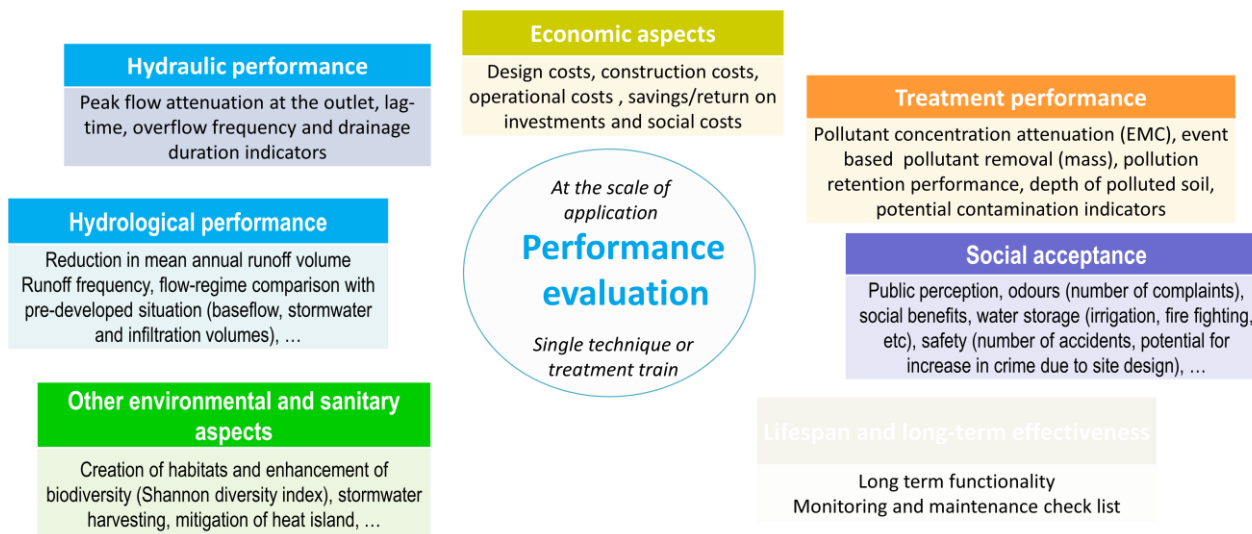 Economic aspects
Design costs, construction costs,
operational costs , savings/return on
investments and social costs
Hydraulic performance
Peak flow attenuation at the outlet, lag-
time, overflow frequency and drainage
duration indicators
Treatment performance
Pollutant concentration attenuation (EMC), event
based pollutant removal (mass), pollution
retention performance, depth of polluted soil,
potential contamination indicators
Hydrological performance
Reduction in mean annual runoff volume
Runoff frequency, flow-regime comparison with
pre-developed situation (baseflow, stormwater
and infiltration volumes), …
At the scale of
application
Performance
evaluation
Single technique or
treatment train
Social acceptance
Public perception, odours (number of complaints),
social benefits, water storage (irrigation, fire fighting,
etc), safety (number of accidents, potential for
increase in crime due to site design), …
Other environmental and sanitary
aspects
Creation of habitats and enhancement of
biodiversity (Shannon diversity index), stormwater
harvesting, mitigation of heat island, …
Lifespan and long-term effectiveness
Long term functionality
Monitoring and maintenance check list